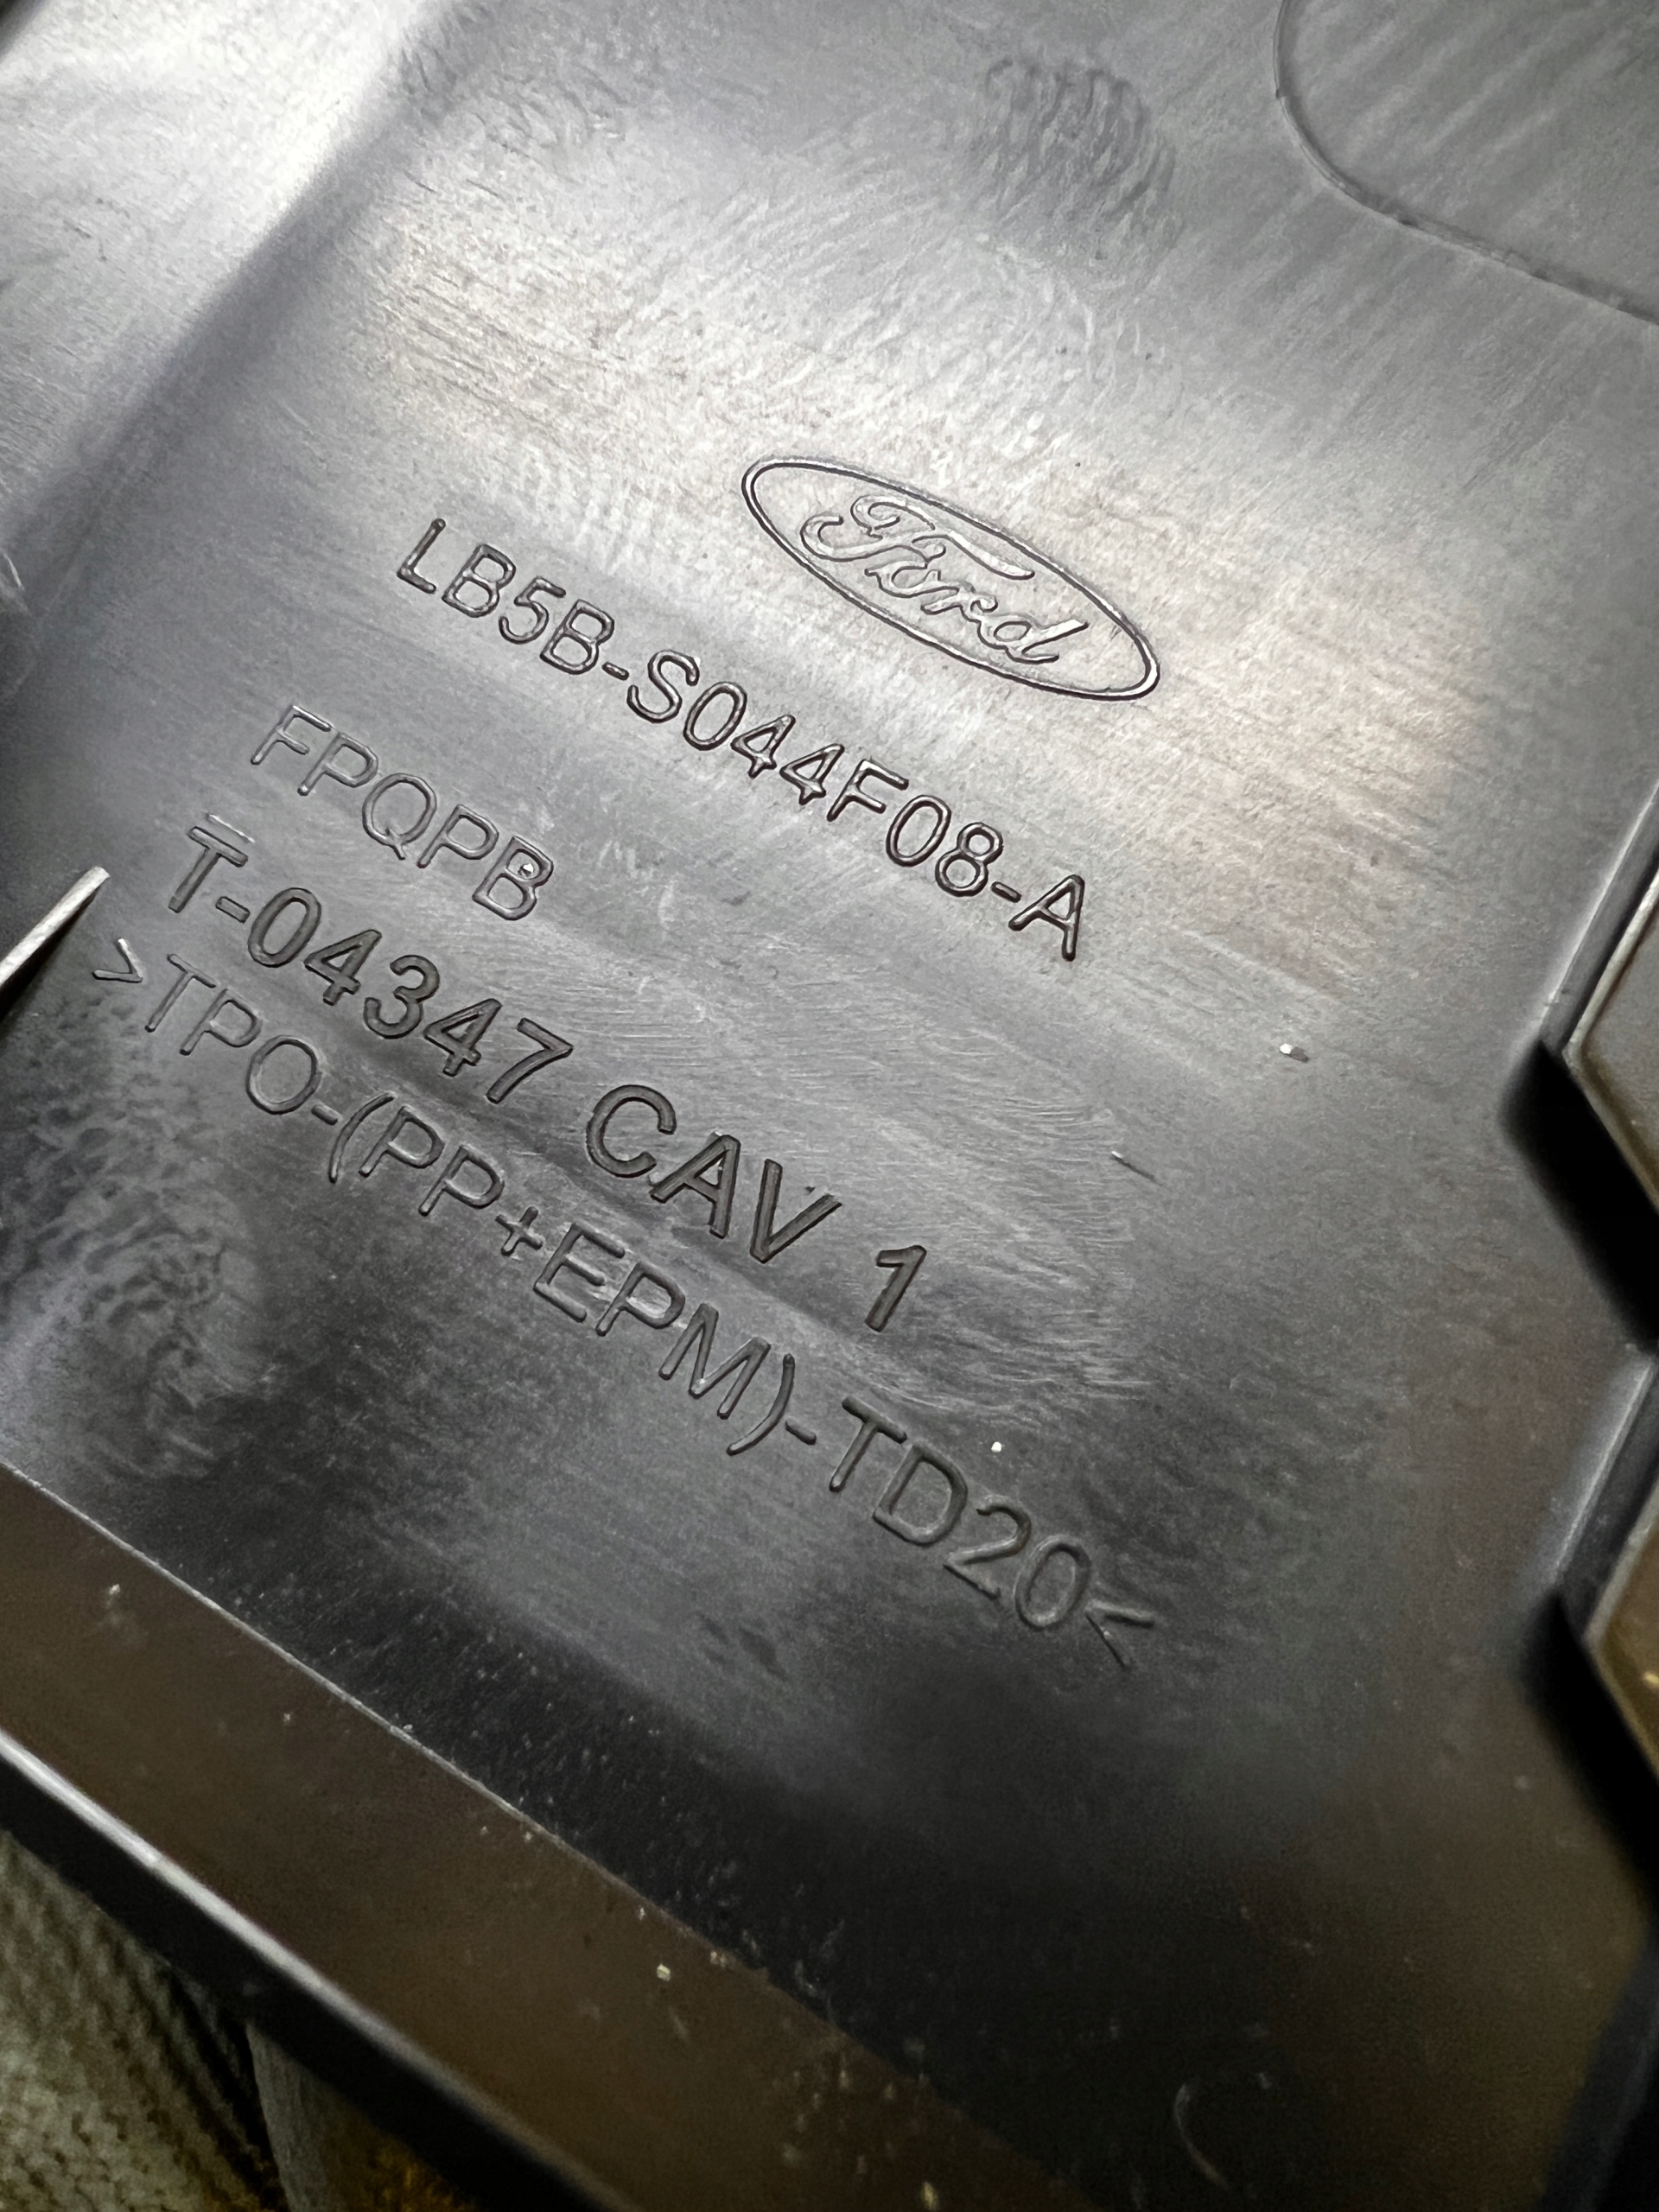 Ford
LB5B-S044F08-A
FPQPB
T-04347 CAV 1
>TPO-(PP+EPM)-TD20<